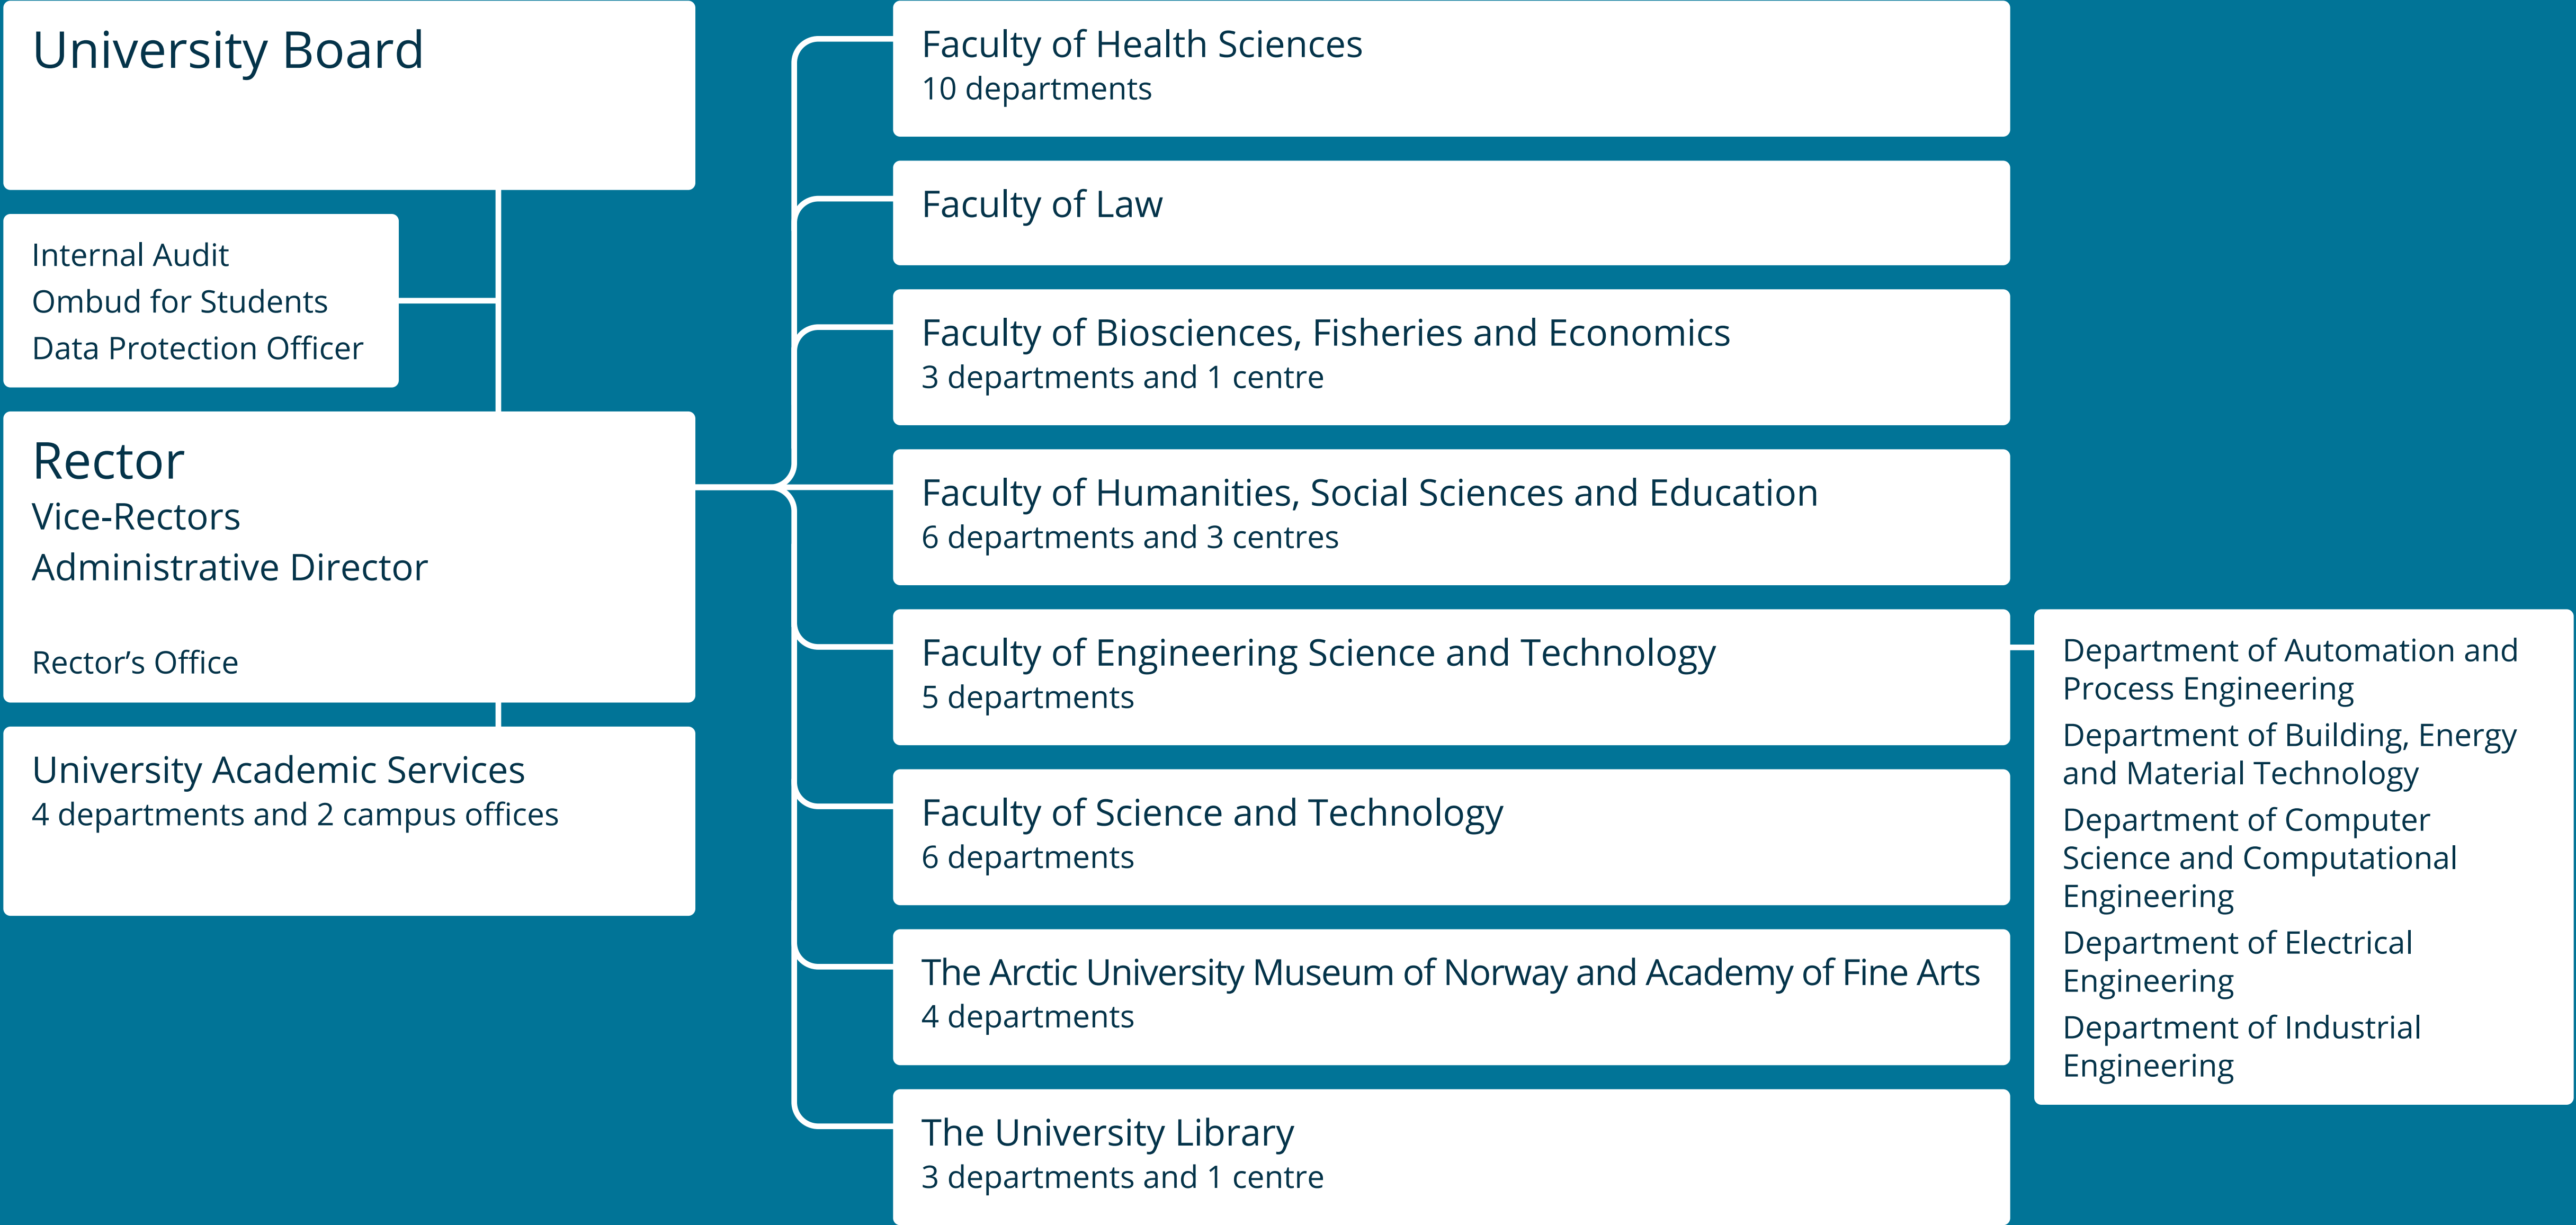 University Board
Internal Audit
Ombud for Students
Data Protection Officer
Rector
Vice-Rectors
Administrative Director
Rector’s Office
University Academic Services
4 departments and 2 campus offices
Faculty of Health Sciences
10 departments
Faculty of Law
Faculty of Biosciences, Fisheries and Economics
3 departments and 1 centre
Faculty of Humanities, Social Sciences and Education
6 departments and 3 centres
Faculty of Engineering Science and Technology
5 departments
Faculty of Science and Technology
6 departments
The Arctic University Museum of Norway and Academy of Fine Arts
4 departments
The University Library
3 departments and 1 centre
Department of Automation and
Process Engineering
Department of Building, Energy
and Material Technology
Department of Computer
Science and Computational
Engineering
Department of Electrical
Engineering
Department of Industrial
Engineering